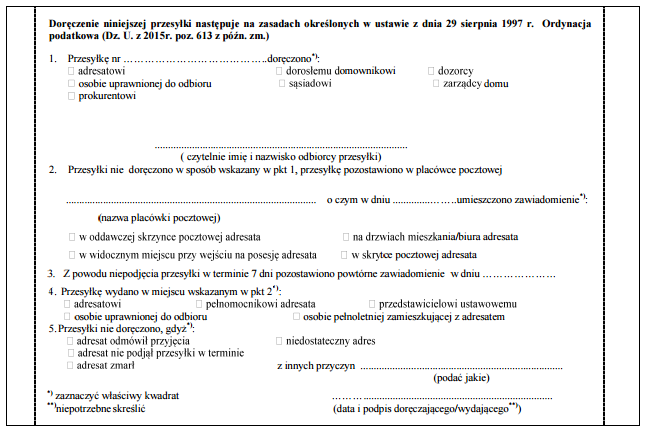 Doręczenie niniejszej przesyłki następuje na zasadach określonych w ustawie z dnia 29 sierpnia 1997 r. Ordynacja
podatkowa (Dz. U. z 2015r. poz. 613 z późn. zm.)
1. Przesyłkę nr …………………………………..doręczono*):
□ adresatowi □ dorosłemu domownikowi □ dozorcy
□ osobie uprawnionej do odbioru □ sąsiadowi □ zarządcy domu
□ prokurentowi
................................................................................................
( czytelnie imię i nazwisko odbiorcy przesyłki)
2. Przesyłki nie doręczono w sposób wskazany w pkt 1, przesyłkę pozostawiono w placówce pocztowej
............................................................................................... o czym w dniu ..............……..umieszczono zawiadomienie*):
(nazwa placówki pocztowej)
□ w oddawczej skrzynce pocztowej adresata □ na drzwiach mieszkania/biura adresata
□ w widocznym miejscu przy wejściu na posesję adresata □ w skrytce pocztowej adresata
3. Z powodu niepodjęcia przesyłki w terminie 7 dni pozostawiono powtórne zawiadomienie w dniu …………………
4. Przesyłkę wydano w miejscu wskazanym w pkt 2*):
□ adresatowi □ pełnomocnikowi adresata □ przedstawicielowi ustawowemu
□ osobie uprawnionej do odbioru □ osobie pełnoletniej zamieszkującej z adresatem
5.Przesyłki nie doręczono, gdyż*):
□ adresat odmówił przyjęcia □ niedostateczny adres
□ adresat nie podjął przesyłki w terminie
□ adresat zmarł z innych przyczyn .............................................................................
(podać jakie)
*) zaznaczyć właściwy kwadrat ……….........................................................................
**)niepotrzebne skreślić (data i podpis doręczającego/wydającego**))